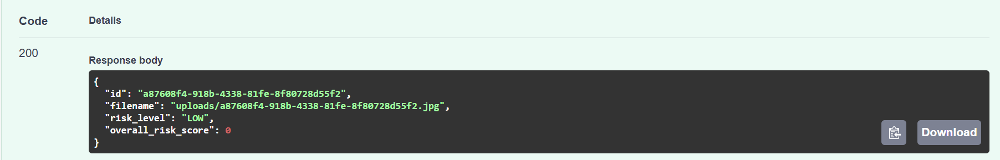 Code Details
200
Response body
{
  "id": "a87608f4-918b-4338-81fe-8f80728d55f2",
  "filename": "uploads/a87608f4-918b-4338-81fe-8f80728d55f2.jpg",
  "risk_level": "LOW",
  "overall_risk_score": 0
}
Download